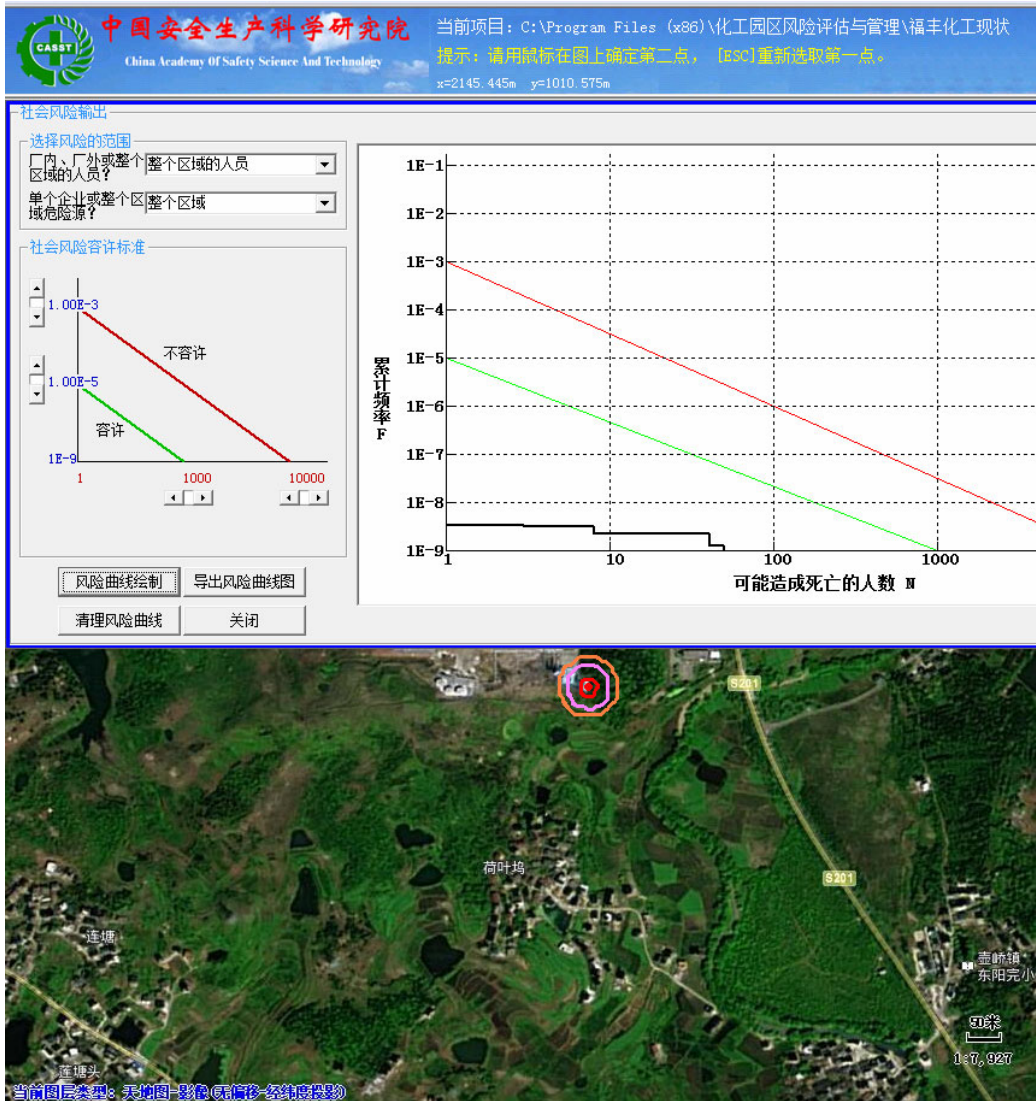 CASST
中国安全生产科学研究院
China Academy Of Safety Science And Technology
当前项目：C:\Program Files (x86)\化工园区风险评估与管理\福丰化工现状
提示：请用鼠标在图上确定第二点， [ESC]重新选取第一点。
x=2145.445m y=1010.575m
社会风险输出
选择风险的范围
厂内、厂外或整个
区域的人员？
整个区域的人员
单个企业或整个区
域危险源？
整个区域
社会风险容许标准
1.00E-3
不容许
1.00E-5
容许
1E-9
1
1000
10000
风险曲线绘制
导出风险曲线图
清理风险曲线
关闭
1E-1
1E-2
1E-3
1E-4
1E-5
1E-6
1E-7
1E-8
1E-9
累计频率 F
1
10
100
1000
可能造成死亡的人数 N
S201
荷叶坞
S201
连塘
壶峤镇
东阳完小
莲塘头
50米
1:7,927
当前图层类型：天地图-影像(无偏移-经纬度投影)